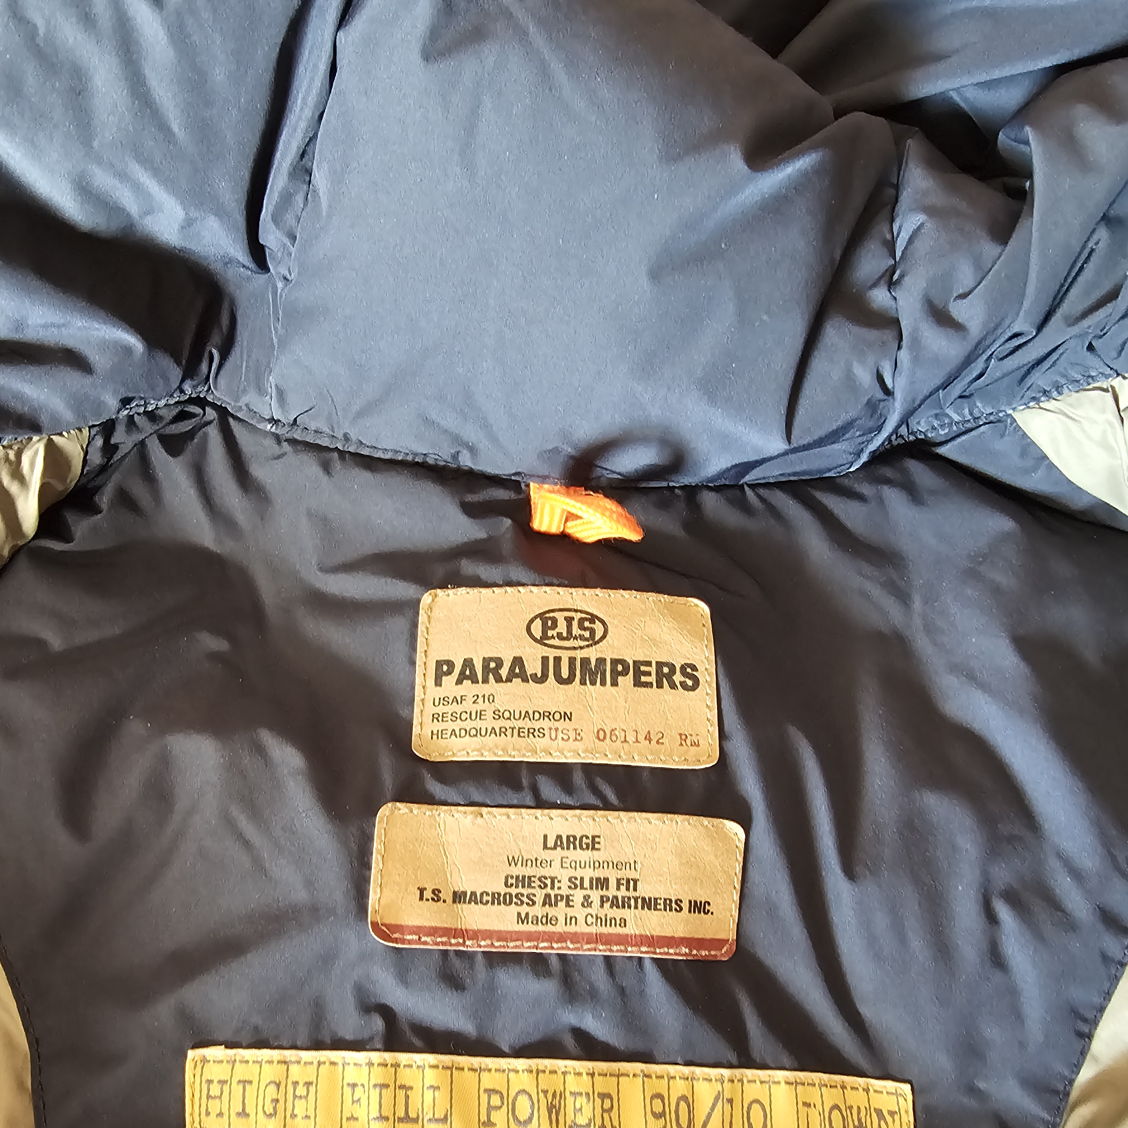 P.J.S
PARAJUMPERS
USAF 210
RESCUE SQUADRON
HEADQUARTERS USE 061142 RW
LARGE
Winter Equipment
CHEST: SLIM FIT
T.S. MACROSS APE & PARTNERS INC.
Made in China
HIGH FILL POWER 90/10 DOWN